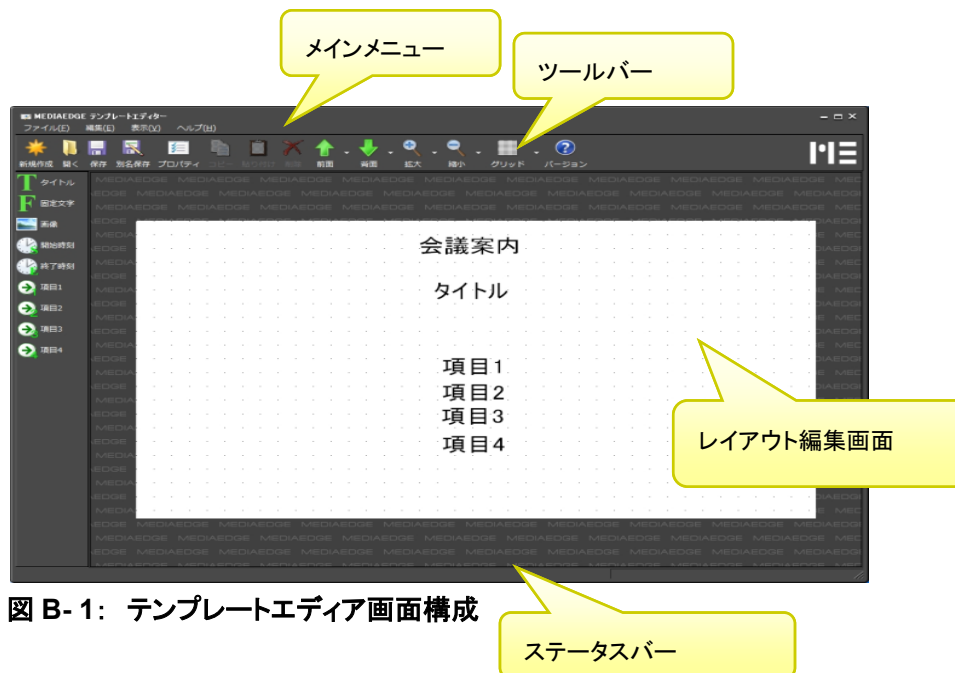 メインメニュー
ツールバー
MEDIAEDGE テンプレートエディター
ファイル(F) 編集(E) 表示(V) ヘルプ(H)
新規作成 開く 保存 別名保存 プロパティ コピー 貼り付け 削除 前面 背面 拡大 縮小 グリッド バージョン
タイトル
固定文字
画像
開始時刻
終了時刻
項目1
項目2
項目3
項目4
会議案内
タイトル
項目1
項目2
項目3
項目4
レイアウト編集画面
図 B- 1: テンプレートエディア画面構成
ステータスバー